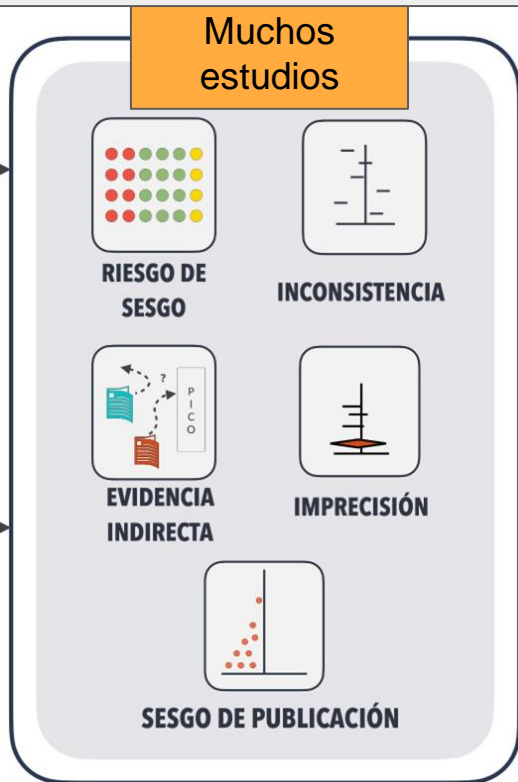 Muchos
estudios
RIESGO DE
SESGO
INCONSISTENCIA
?
P
I
C
O
EVIDENCIA
INDIRECTA
IMPRECISIÓN
SESGO DE PUBLICACIÓN